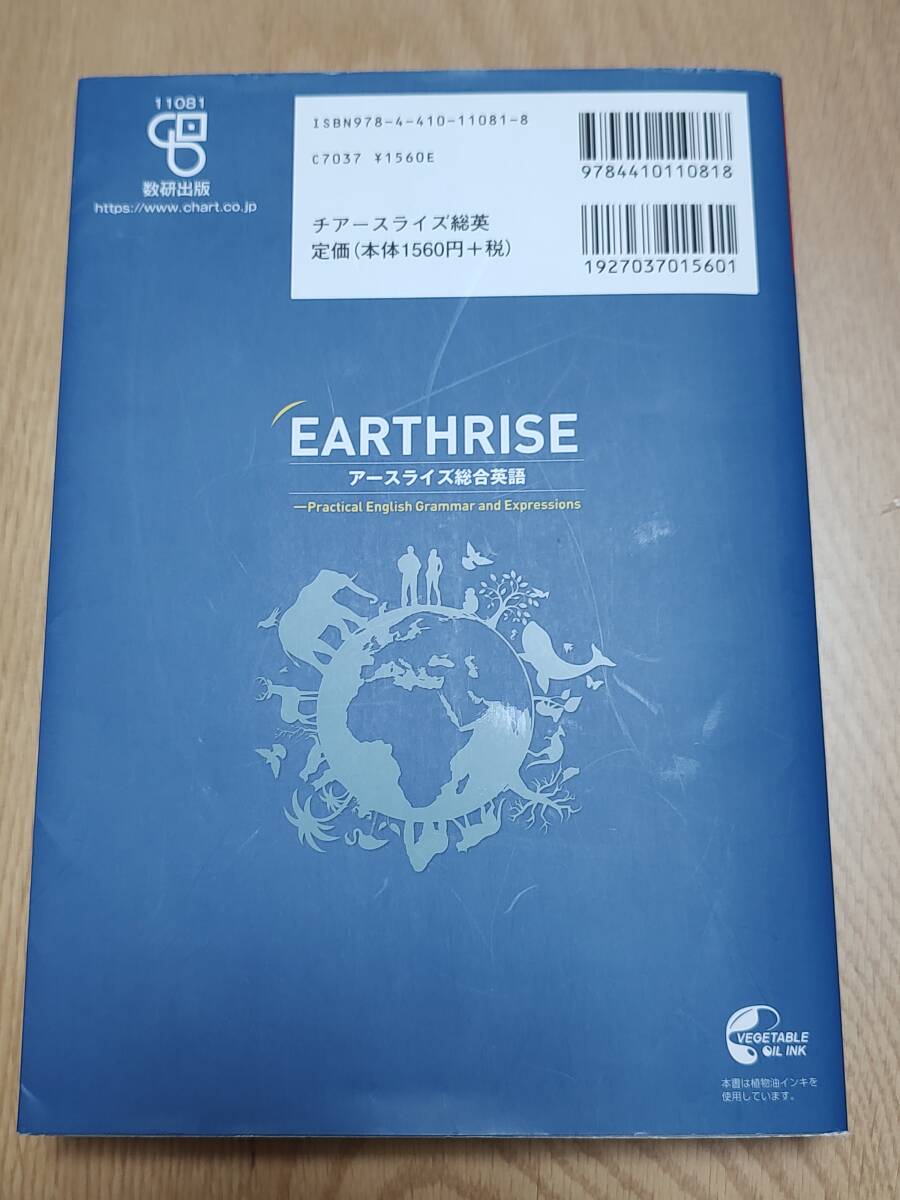 11081
数研出版
https://www.chart.co.jp
ISBN978-4-410-11081-8
C7037 ¥1560E
9784410110818
チアースライズ総英
定価(本体1560円+税)
1927037015601
EARTHRISE
アースライズ総合英語
—Practical English Grammar and Expressions
VEGETABLE
OIL INK
本書は植物油インキを
使用しています。